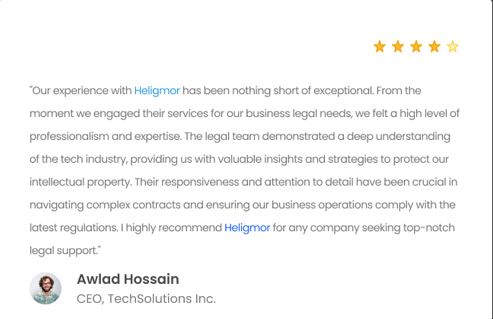 "Our experience with Heligmor has been nothing short of exceptional. From the
moment we engaged their services for our business legal needs, we felt a high level of
professionalism and expertise. The legal team demonstrated a deep understanding
of the tech industry, providing us with valuable insights and strategies to protect our
intellectual property. Their responsiveness and attention to detail have been crucial in
navigating complex contracts and ensuring our business operations comply with the
latest regulations. I highly recommend Heligmor for any company seeking top-notch
legal support."
Awlad Hossain
CEO, TechSolutions Inc.